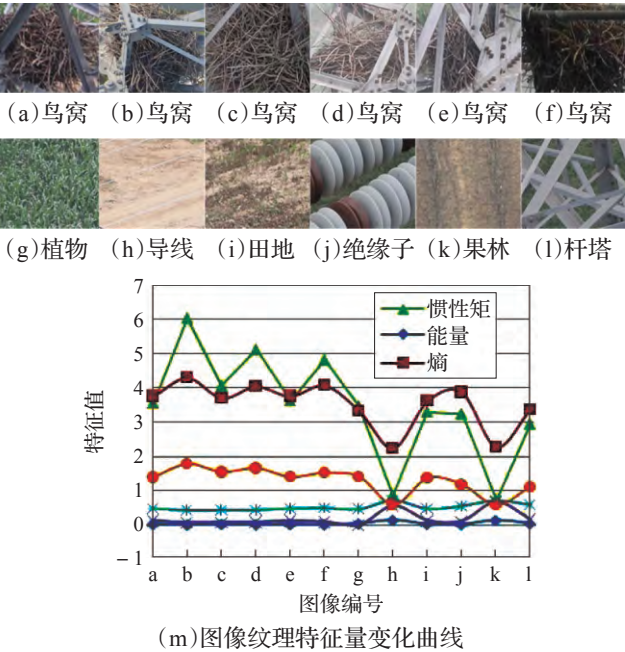 (a)鸟窝 (b)鸟窝 (c)鸟窝 (d)鸟窝 (e)鸟窝 (f)鸟窝
(g)植物 (h)导线 (i)田地 (j)绝缘子 (k)果林 (l)杆塔
7
6
5
4
3
2
1
0
-1
特征值
惯性矩
能量
熵
a b c d e f g h i j k l
图像编号
(m)图像纹理特征量变化曲线